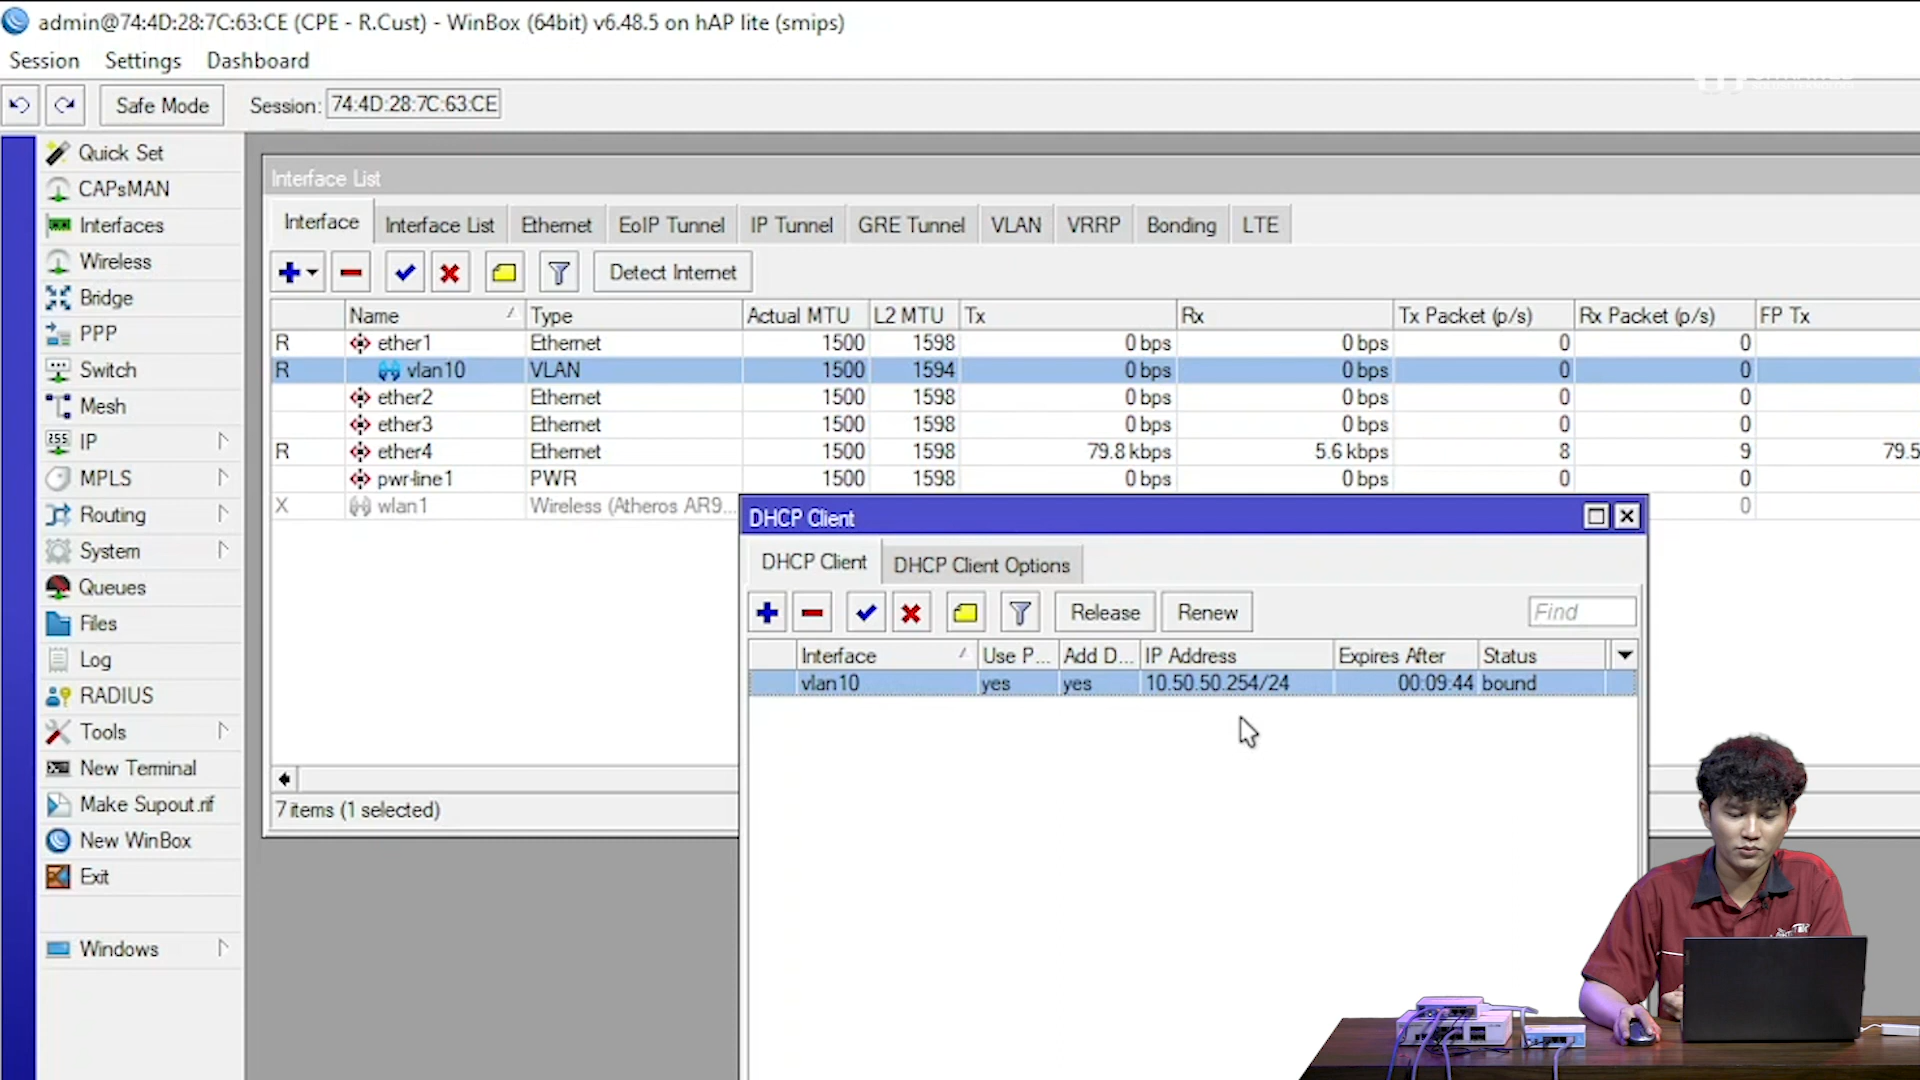 admin@74:4D:28:7C:63:CE (CPE - R.Cust) - WinBox (64bit) v6.48.5 on hAP lite (smips)
Session Settings Dashboard
Safe Mode Session: 74:4D:28:7C:63:CE
Quick Set
CAPsMAN
Interfaces
Wireless
Bridge
PPP
Switch
Mesh
IP
MPLS
Routing
System
Queues
Files
Log
RADIUS
Tools
New Terminal
Make Supout.rif
New WinBox
Exit
Windows
Interface List
Interface Interface List Ethernet EoIP Tunnel IP Tunnel GRE Tunnel VLAN VRRP Bonding LTE
Detect Internet
Name Type Actual MTU L2 MTU Tx Rx Tx Packet (p/s) Rx Packet (p/s) FP Tx
R ether1 Ethernet 1500 1598 0 bps 0 bps 0 0
R vlan10 VLAN 1500 1594 0 bps 0 bps 0 0
ether2 Ethernet 1500 1598 0 bps 0 bps 0 0
ether3 Ethernet 1500 1598 0 bps 0 bps 0 0
R ether4 Ethernet 1500 1598 79.8 kbps 5.6 kbps 8 9 79.5
pwr-line1 PWR 1500 1598 0 bps 0 bps 0 0
X wlan1 Wireless (Atheros AR9... 0
7 items (1 selected)
DHCP Client
DHCP Client DHCP Client Options
Release Renew Find
Interface Use P... Add D... IP Address Expires After Status
vlan10 yes yes 10.50.50.254/24 00:09:44 bound